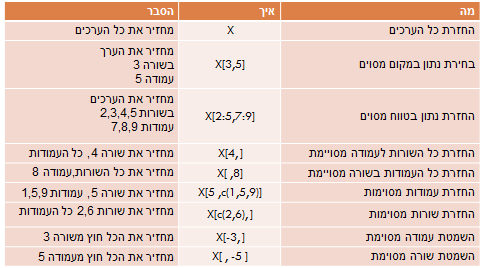 מה איך הסבר
החזרת כל הערכים X מחזיר את כל הערכים
בחירת נתון במקום מסוים X[3,5] מחזיר את הערך
בשורה 3
עמודה 5
החזרת נתון בטווח מסוים X[2:5,7:9] מחזיר את הערכים
בשורות 2,3,4,5
עמודות 7,8,9
החזרת כל השורות לעמודה מסויימת X[4,] מחזיר את שורה 4, כל העמודות
החזרת כל העמודות בשורה מסויימת X[ ,8] מחזיר את כל השורות,עמודה 8
החזרת עמודות מסוימות X[5 ,c(1,5,9)] מחזיר את שורה 5, עמודות 1,5,9
החזרת שורות מסוימות X[c(2,6),] מחזיר את שורות 2,6 כל העמודות
השמטת עמודה מסוימת X[-3,] מחזיר את הכל חוץ משורה 3
השמטת שורה מסוימת X[ , -5 ] מחזיר את הכל חוץ מעמודה 5